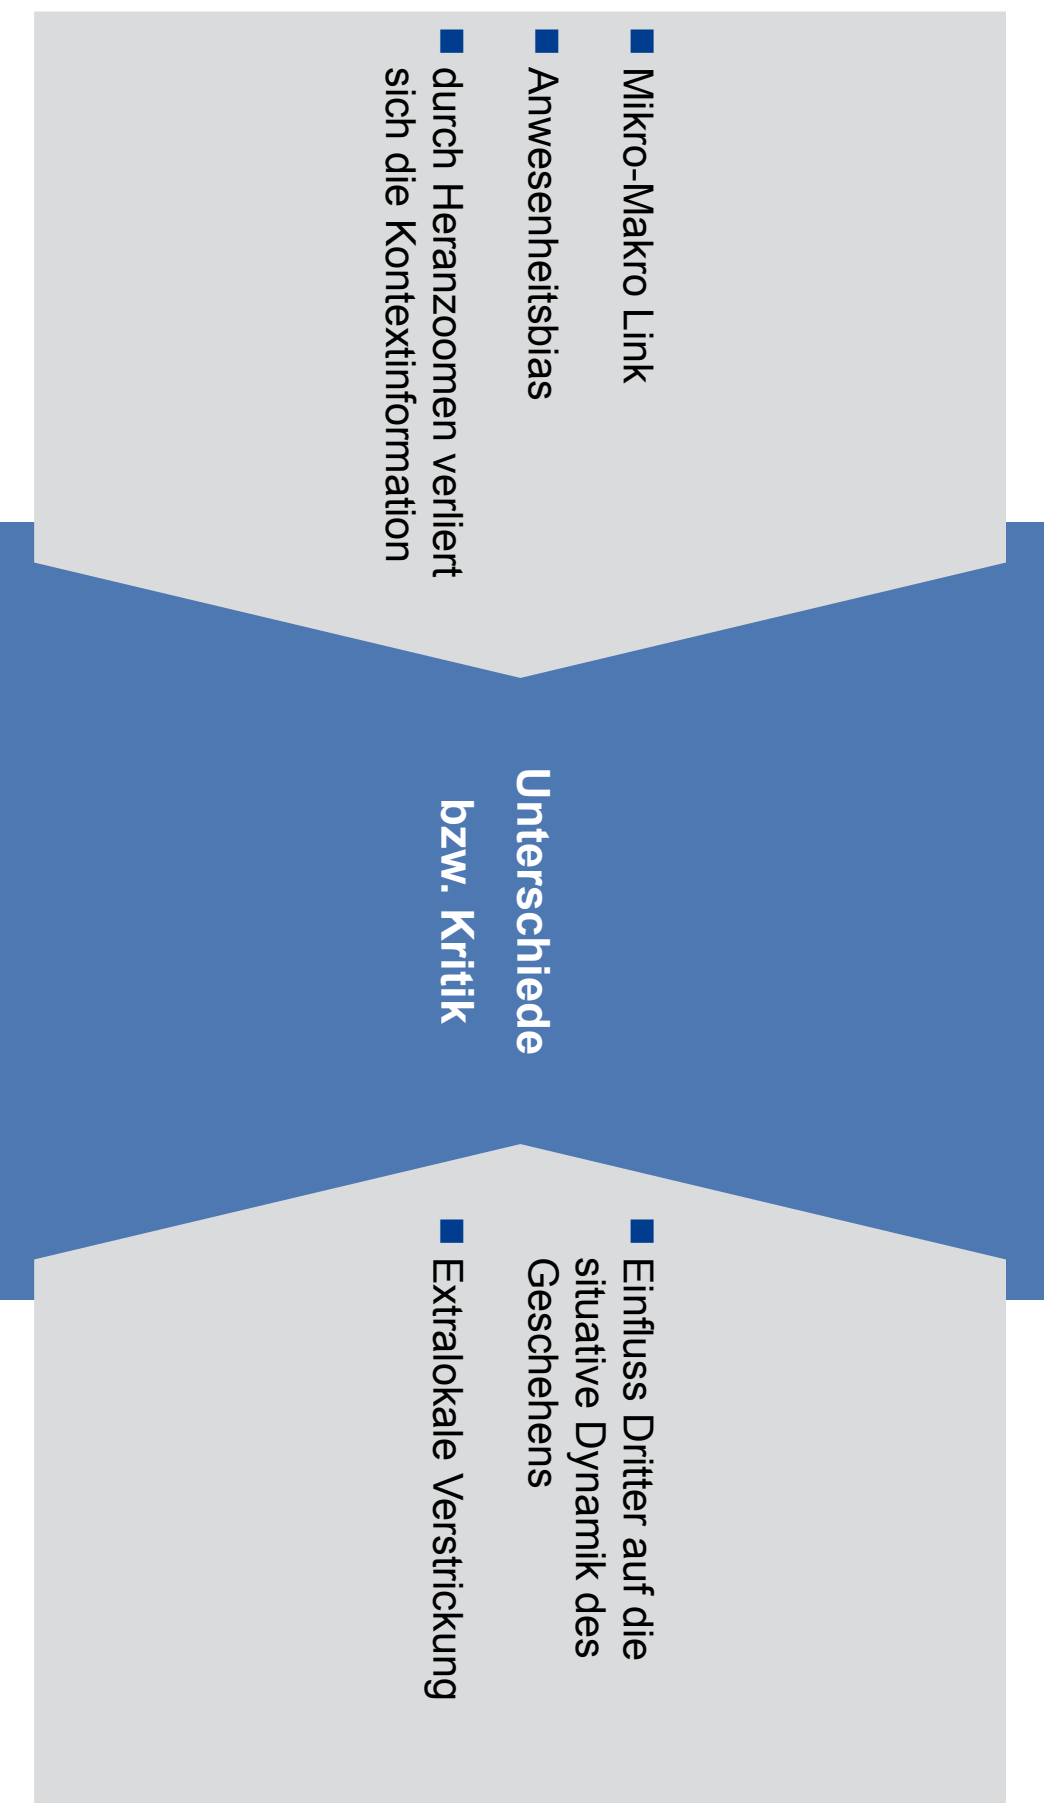 Mikro-Makro Link
Anwesenheitsbias
durch Heranzoomen verliert
sich die Kontextinformation
Unterschiede
bzw. Kritik
Einfluss Dritter auf die
situative Dynamik des
Geschehens
Extralokale Verstrickung